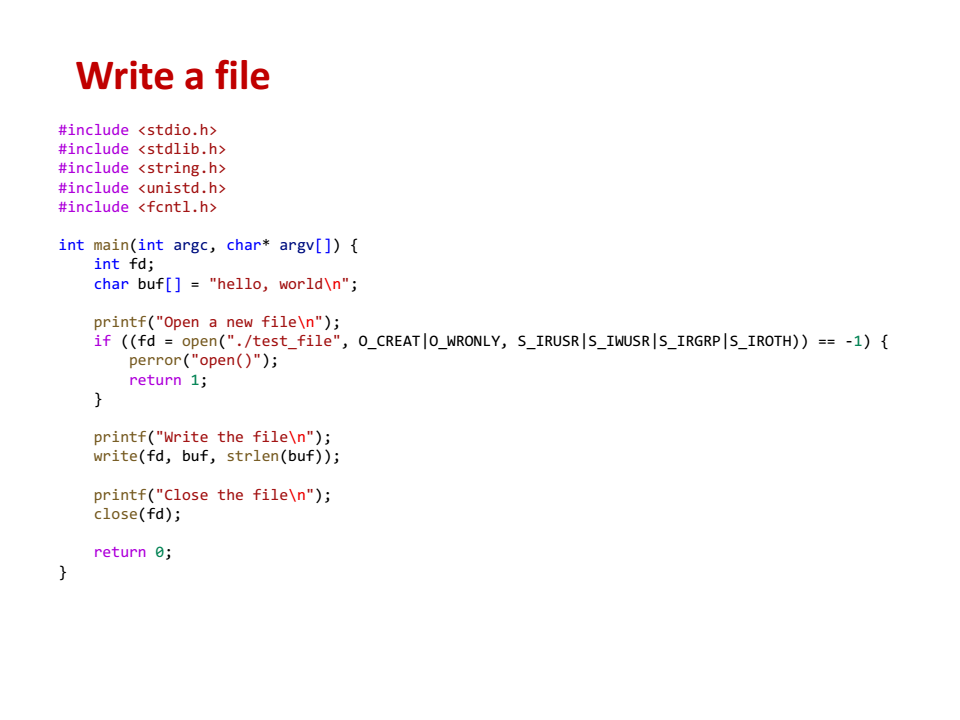 Write a file
#include <stdio.h>
#include <stdlib.h>
#include <string.h>
#include <unistd.h>
#include <fcntl.h>
int main(int argc, char* argv[]) {
    int fd;
    char buf[] = "hello, world\n";
    printf("Open a new file\n");
    if ((fd = open("./test_file", O_CREAT|O_WRONLY, S_IRUSR|S_IWUSR|S_IRGRP|S_IROTH)) == -1) {
        perror("open()");
        return 1;
    }
    printf("Write the file\n");
    write(fd, buf, strlen(buf));
    printf("Close the file\n");
    close(fd);
    return 0;
}